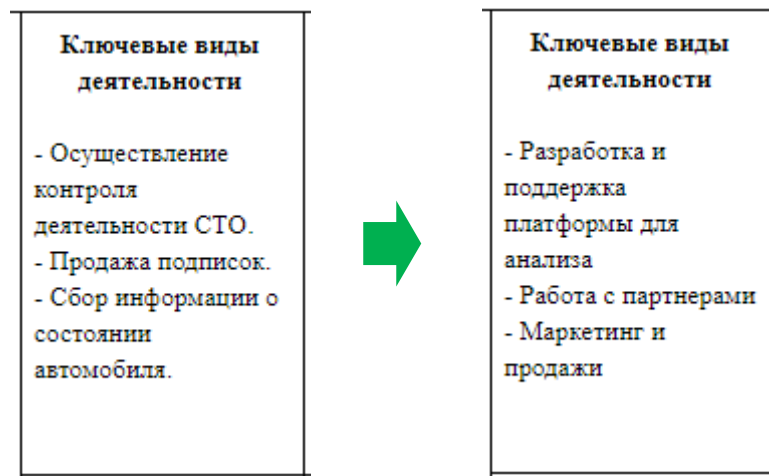 Ключевые виды
деятельности
- Осуществление
контроля
деятельности СТО.
- Продажа подписок.
- Сбор информации о
состоянии
автомобиля.
Ключевые виды
деятельности
- Разработка и
поддержка
платформы для
анализа
- Работа с партнерами
- Маркетинг и
продажи